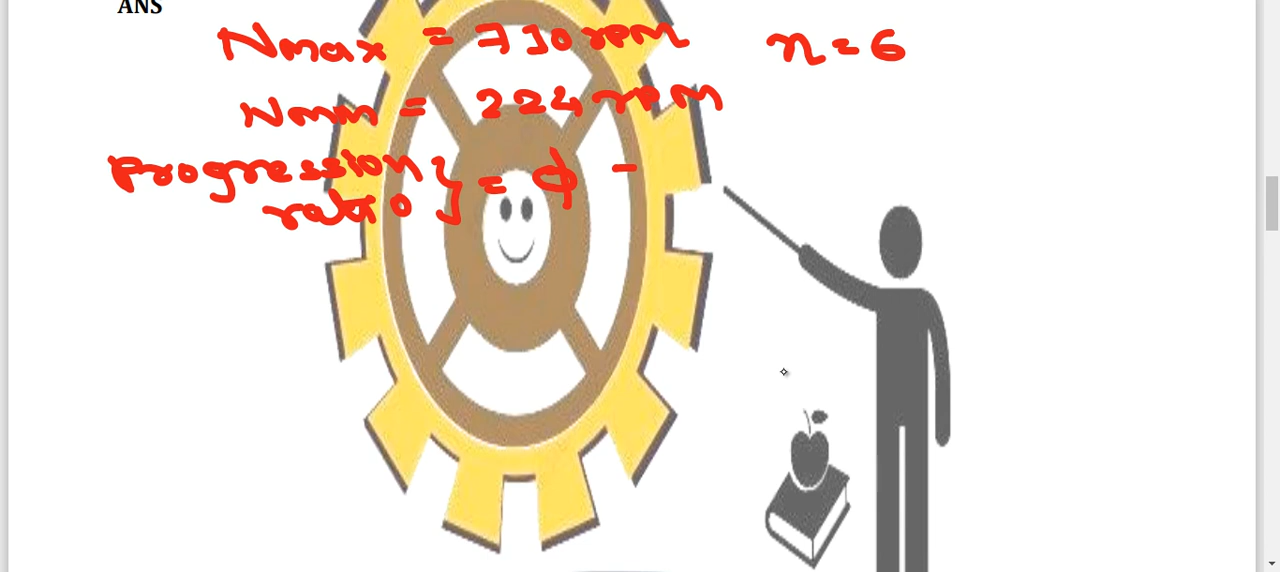 ANS
Nmax = 710 rpm n = 6
Nmin = 224 rpm
Progression } = ϕ -
ratio